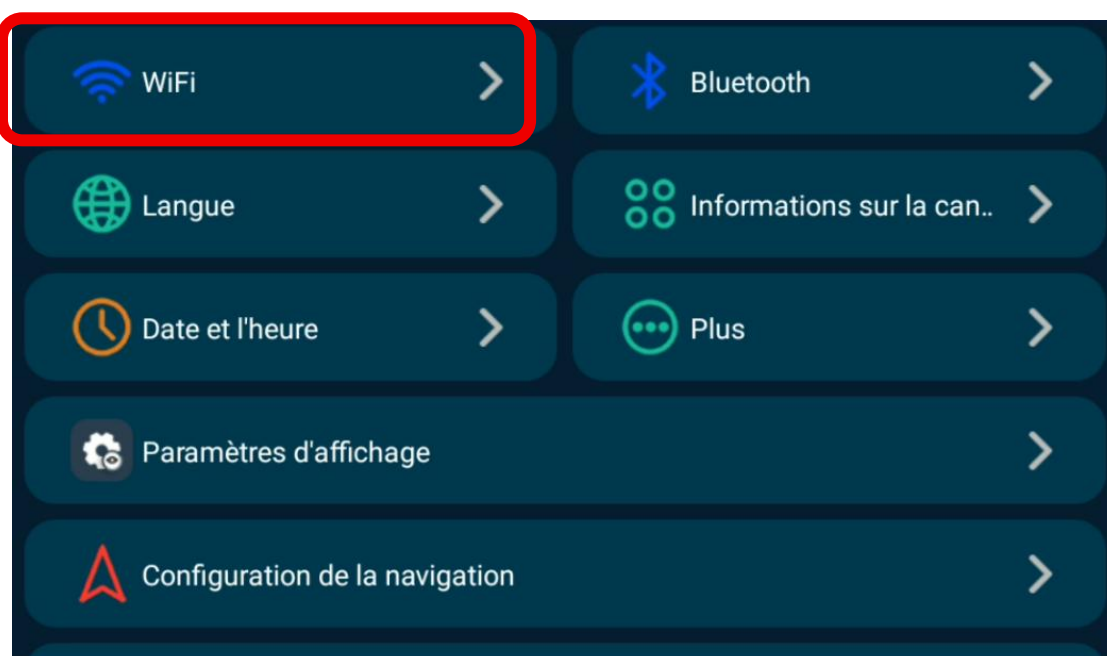 WiFi
Bluetooth
Langue
Informations sur la can..
Date et l'heure
Plus
Paramètres d'affichage
Configuration de la navigation